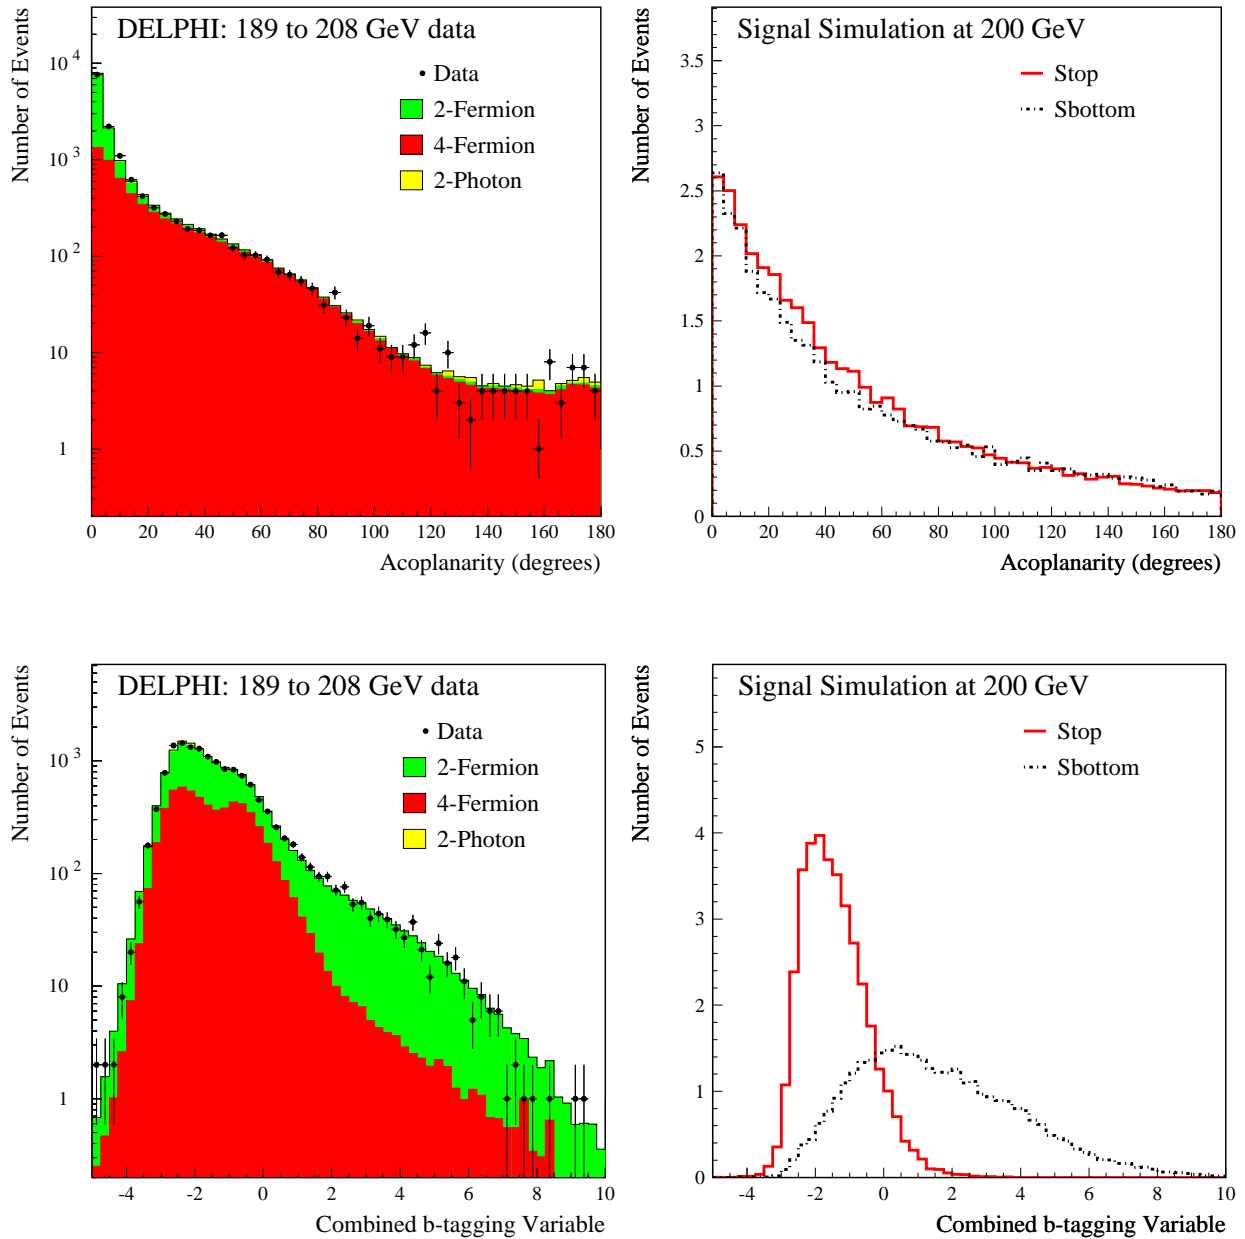 DELPHI: 189 to 208 GeV data
Number of Events
Data
2-Fermion
4-Fermion
2-Photon
10 4
10 3
10 2
10
1
0 20 40 60 80 100 120 140 160 180
Acoplanarity (degrees)
Signal Simulation at 200 GeV
Number of Events
Stop
Sbottom
3.5
3
2.5
2
1.5
1
0.5
0
0 20 40 60 80 100 120 140 160 180
Acoplanarity (degrees)
DELPHI: 189 to 208 GeV data
Number of Events
Data
2-Fermion
4-Fermion
2-Photon
10 3
10 2
10
1
-4 -2 0 2 4 6 8 10
Combined b-tagging Variable
Signal Simulation at 200 GeV
Number of Events
Stop
Sbottom
5
4
3
2
1
0
-4 -2 0 2 4 6 8 10
Combined b-tagging Variable